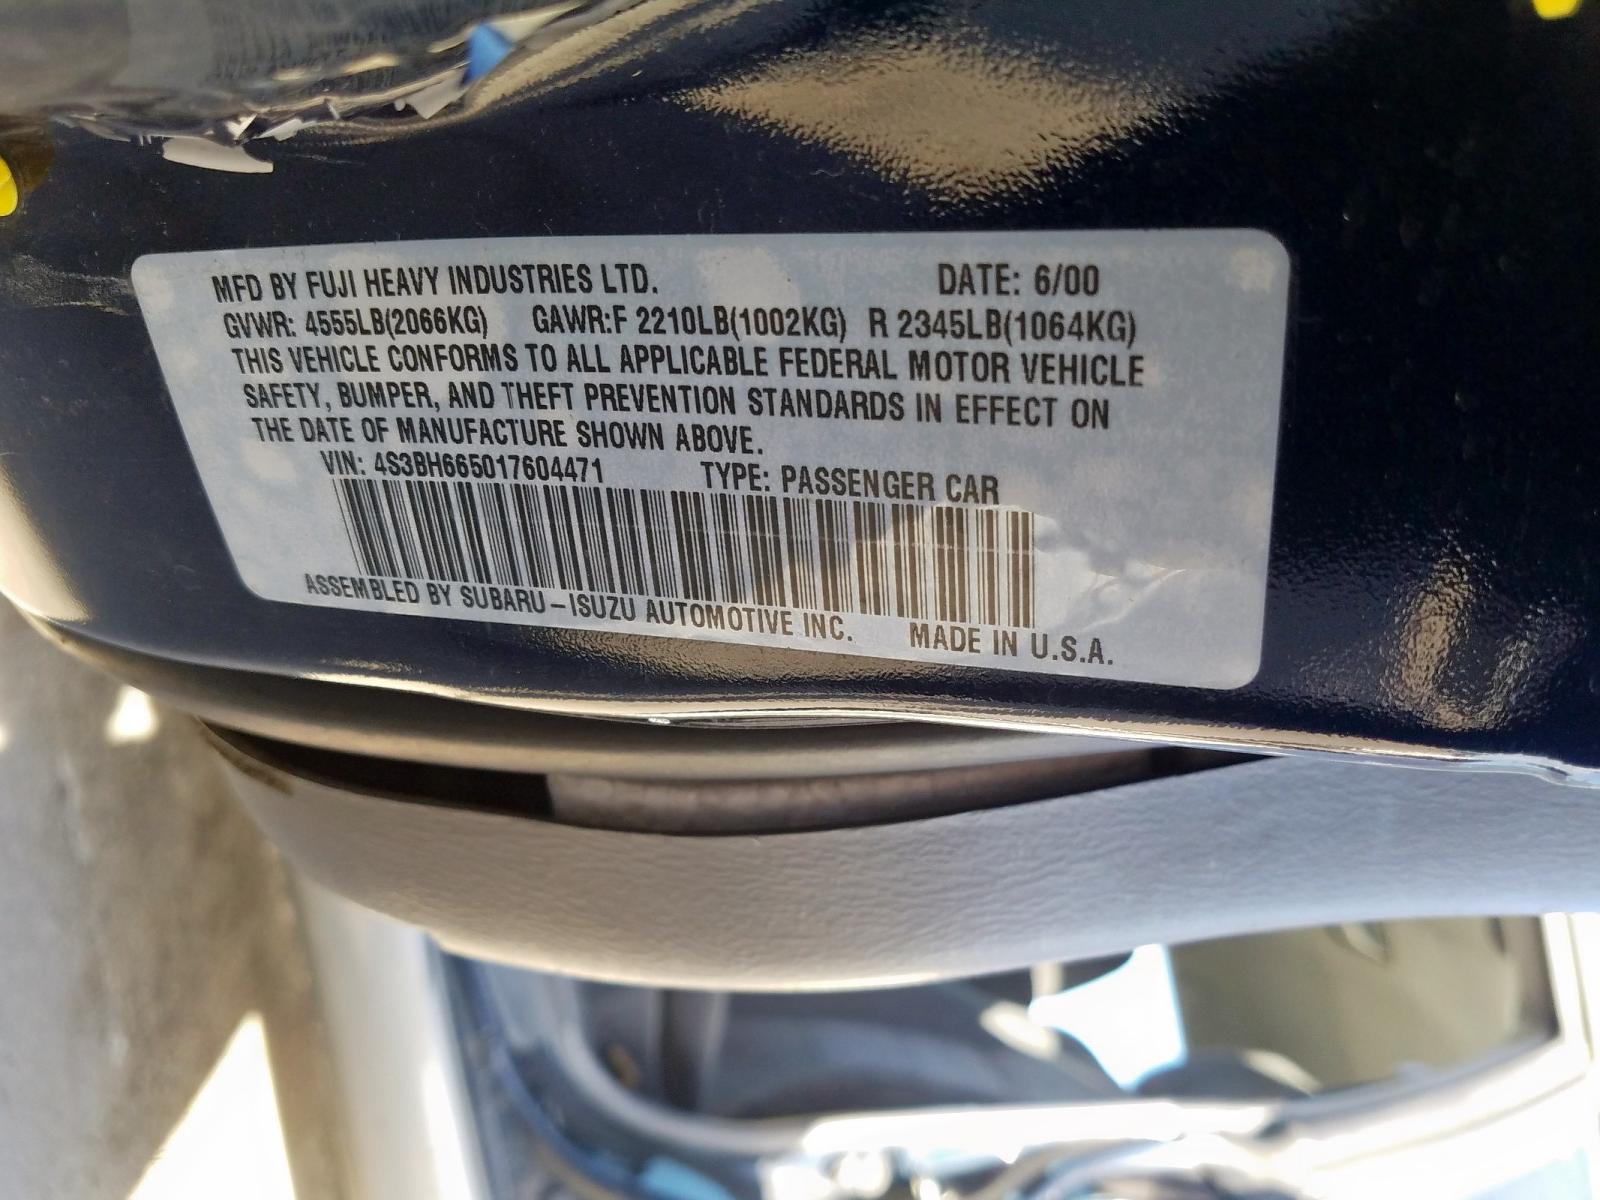 MFD BY FUJI HEAVY INDUSTRIES LTD. DATE: 6/00
GVWR: 4555LB(2066KG) GAWR:F 2210LB(1002KG) R 2345LB(1064KG)
THIS VEHICLE CONFORMS TO ALL APPLICABLE FEDERAL MOTOR VEHICLE
SAFETY, BUMPER, AND THEFT PREVENTION STANDARDS IN EFFECT ON
THE DATE OF MANUFACTURE SHOWN ABOVE.
VIN: 4S3BH665017604471 TYPE: PASSENGER CAR
ASSEMBLED BY SUBARU-ISUZU AUTOMOTIVE INC. MADE IN U.S.A.